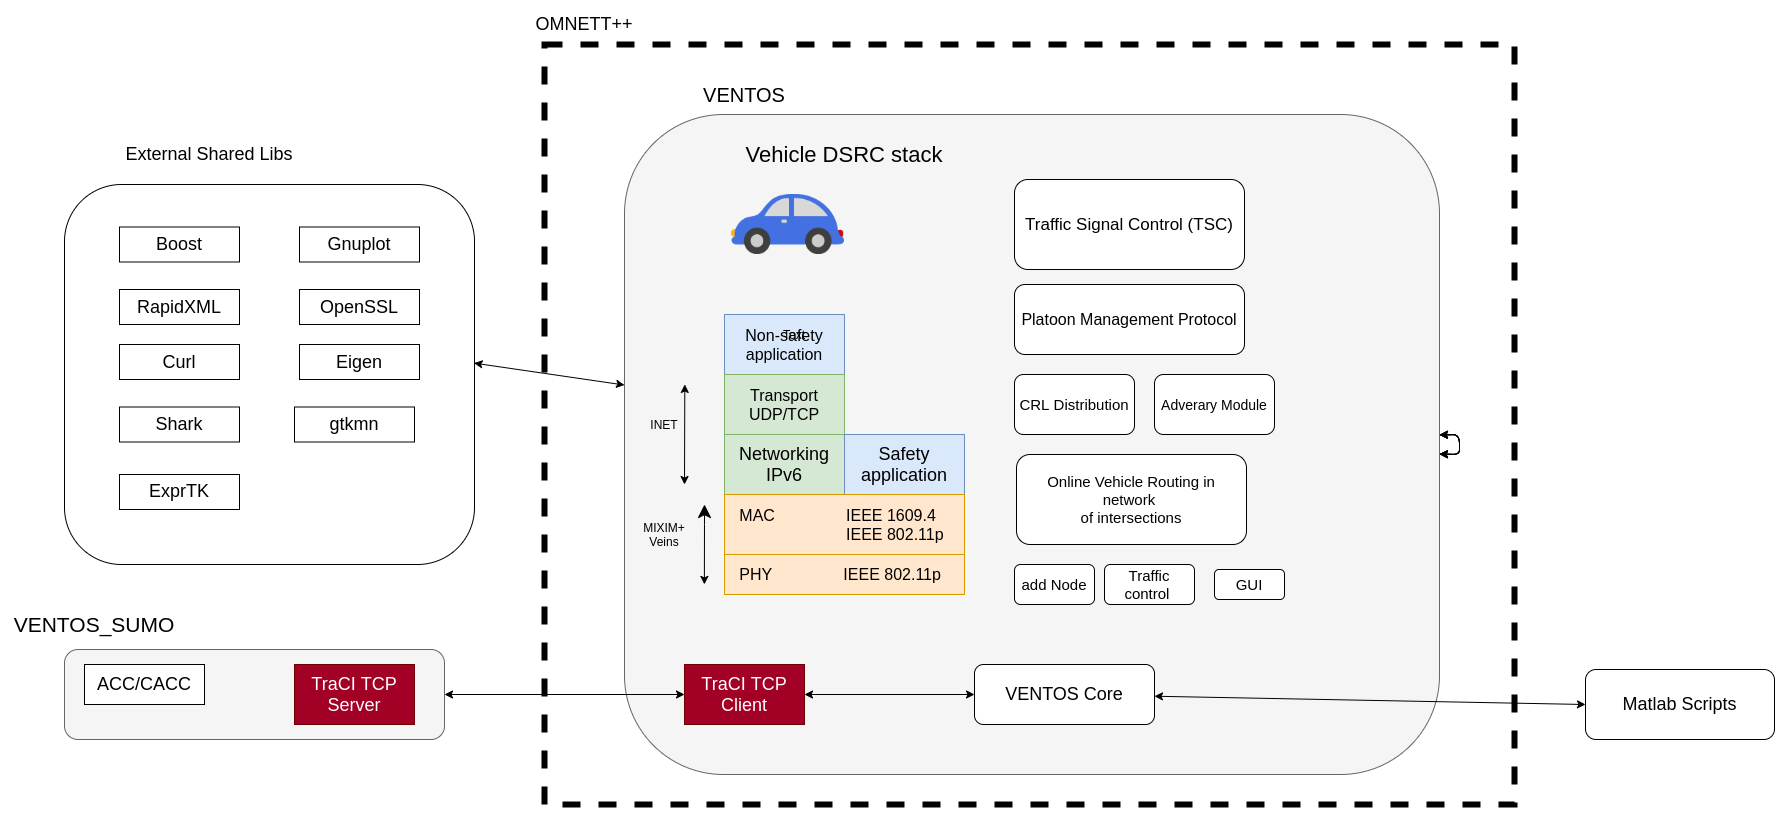 OMNETT++
VENTOS
External Shared Libs
Boost
Gnuplot
RapidXML
OpenSSL
Curl
Eigen
Shark
gtkmn
ExprTK
VENTOS_SUMO
ACC/CACC
TraCI TCP
Server
Vehicle DSRC stack
Non-safety
application
Text
Transport
UDP/TCP
INET
Networking
IPv6
Safety
application
MIXIM+
Veins
MAC
IEEE 1609.4
IEEE 802.11p
PHY
IEEE 802.11p
Traffic Signal Control (TSC)
Platoon Management Protocol
CRL Distribution
Adverary Module
Online Vehicle Routing in
network
of intersections
add Node
Traffic
control
GUI
TraCI TCP
Client
VENTOS Core
Matlab Scripts